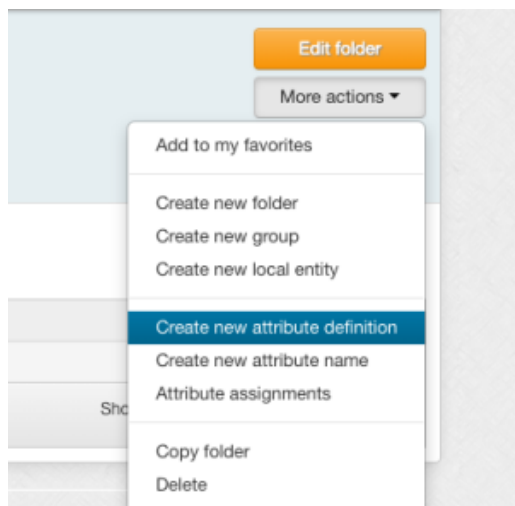 Edit folder
More actions
Add to my favorites
Create new folder
Create new group
Create new local entity
Create new attribute definition
Create new attribute name
Attribute assignments
Sho
Copy folder
Delete